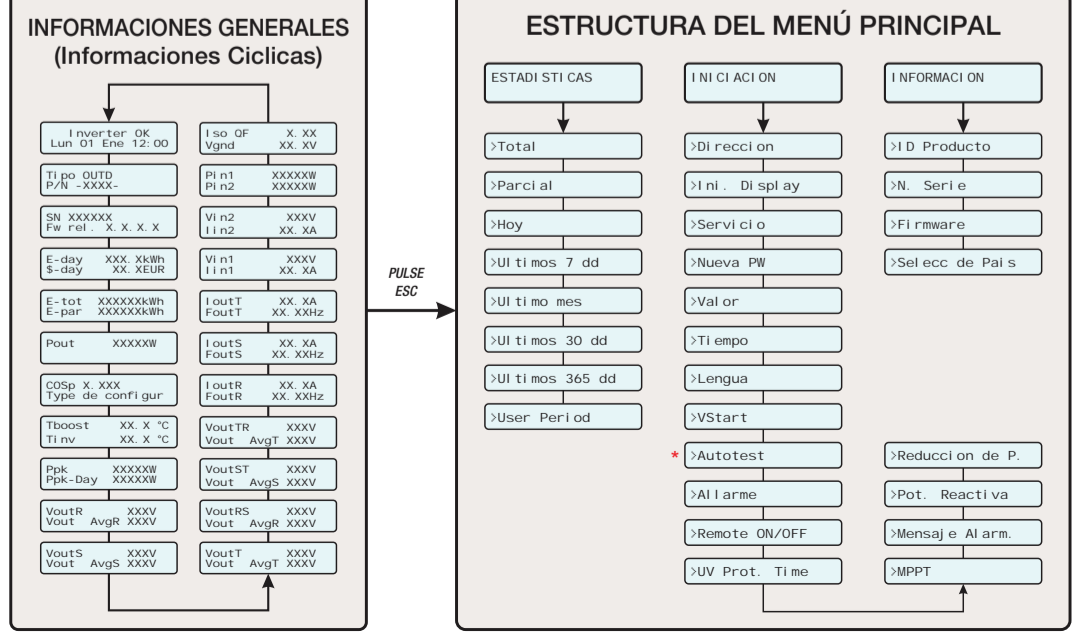 INFORMACIONES GENERALES
(Informaciones Ciclicas)
Inverter OK
Lun 01 Ene 12:00
Tipo OUTD
P/N -XXXX-
SN XXXXXX
Fw rel. X.X.X.X
E-day XXX.XkWh
$-day XX.XEUR
E-tot XXXXXXkWh
E-par XXXXXXkWh
Pout XXXXXW
COSp X.XXX
Type de configur
Tboost XX.X °C
Tinv XX.X °C
Ppk XXXXXW
Ppk-Day XXXXXW
VoutR XXXV
Vout AvgR XXXV
VoutS XXXV
Vout AvgS XXXV
Iso QF X.XX
Vgnd XX.XV
Pin1 XXXXXW
Pin2 XXXXXW
Vin2 XXXV
Iin2 XX.XA
Vin1 XXXV
Iin1 XX.XA
IoutT XX.XA
FoutT XX.XXHz
IoutS XX.XA
FoutS XX.XXHz
IoutR XX.XA
FoutR XX.XXHz
VoutTR XXXV
Vout AvgT XXXV
VoutST XXXV
Vout AvgS XXXV
VoutRS XXXV
Vout AvgR XXXV
VoutT XXXV
Vout AvgT XXXV
PULSE
ESC
ESTRUCTURA DEL MENÚ PRINCIPAL
ESTADISTICAS
>Total
>Parcial
>Hoy
>Ultimos 7 dd
>Ultimo mes
>Ultimos 30 dd
>Ultimos 365 dd
>User Period
INICIACION
>Direccion
>Ini. Display
>Servicio
>Nueva PW
>Valor
>Tiempo
>Lengua
>VStart
* >Autotest
>Allarme
>Remote ON/OFF
>UV Prot. Time
INFORMACION
>ID Producto
>N. Serie
>Firmware
>Selecc de Pais
>Reduccion de P.
>Pot. Reactiva
>Mensaje Alarm.
>MPPT